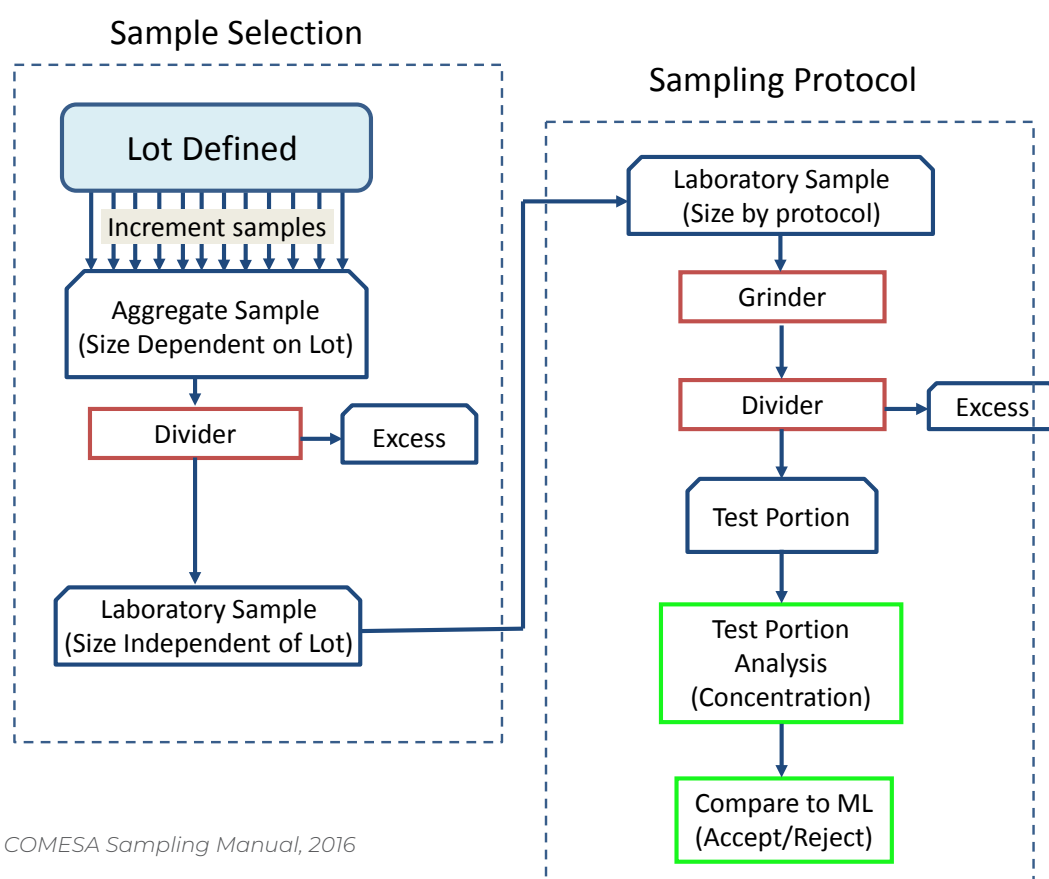 Sample Selection
Lot Defined
Increment samples
Aggregate Sample
(Size Dependent on Lot)
Divider
Excess
Laboratory Sample
(Size Independent of Lot)
Sampling Protocol
Laboratory Sample
(Size by protocol)
Grinder
Divider
Excess
Test Portion
Test Portion
Analysis
(Concentration)
Compare to ML
(Accept/Reject)
COMESA Sampling Manual, 2016